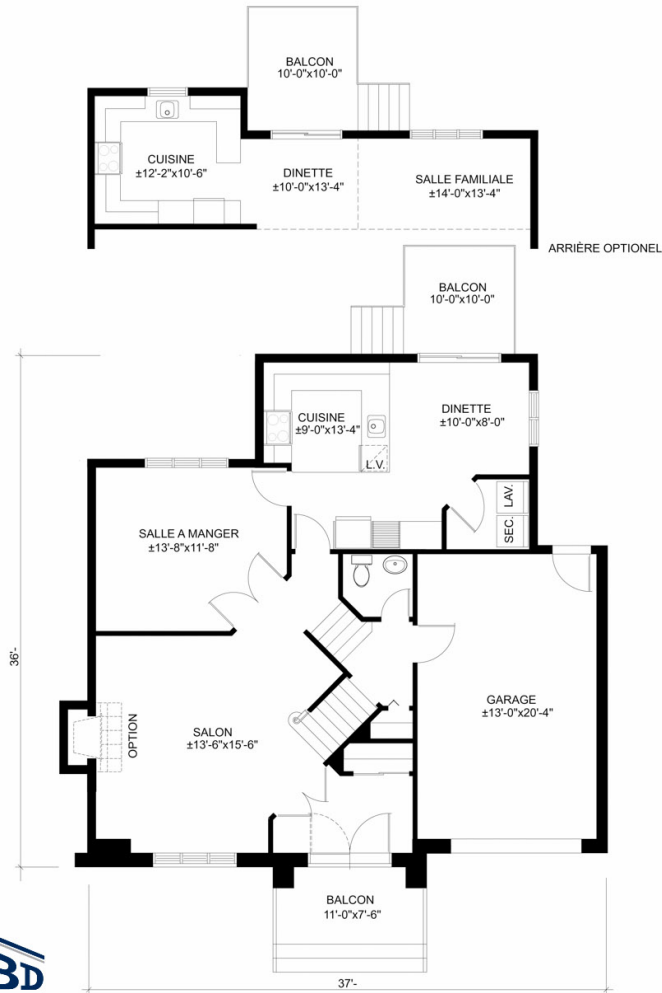 BALCON
10'-0"x10'-0"
CUISINE
±12'-2"x10'-6"
DINETTE
±10'-0"x13'-4"
SALLE FAMILIALE
±14'-0"x13'-4"
ARRIÈRE OPTIONEL
BALCON
10'-0"x10'-0"
CUISINE
±9'-0"x13'-4"
DINETTE
±10'-0"x8'-0"
L.V.
LAV.
SEC.
SALLE A MANGER
±13'-8"x11'-8"
36'-
GARAGE
±13'-0"x20'-4"
SALON
±13'-6"x15'-6"
OPTION
BALCON
11'-0"x7'-6"
37'-
BD